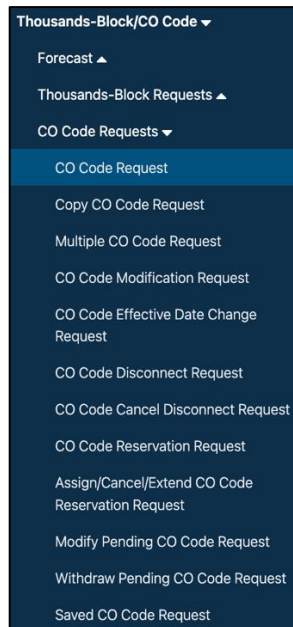 Thousands-Block/CO Code
Forecast
Thousands-Block Requests
CO Code Requests
CO Code Request
Copy CO Code Request
Multiple CO Code Request
CO Code Modification Request
CO Code Effective Date Change
Request
CO Code Disconnect Request
CO Code Cancel Disconnect Request
CO Code Reservation Request
Assign/Cancel/Extend CO Code
Reservation Request
Modify Pending CO Code Request
Withdraw Pending CO Code Request
Saved CO Code Request